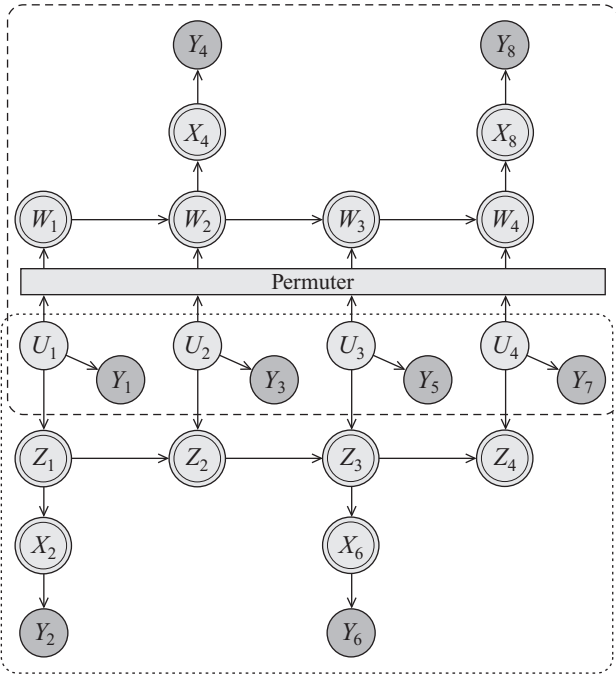 Y4 Y8
X4 X8
W1 W2 W3 W4
Permuter
U1 U2 U3 U4
Y1 Y3 Y5 Y7
Z1 Z2 Z3 Z4
X2 X6
Y2 Y6